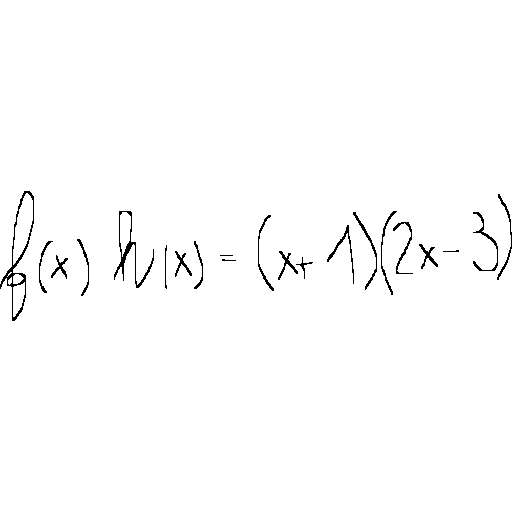 f(x) h(x) = (x+1)(2x-3)